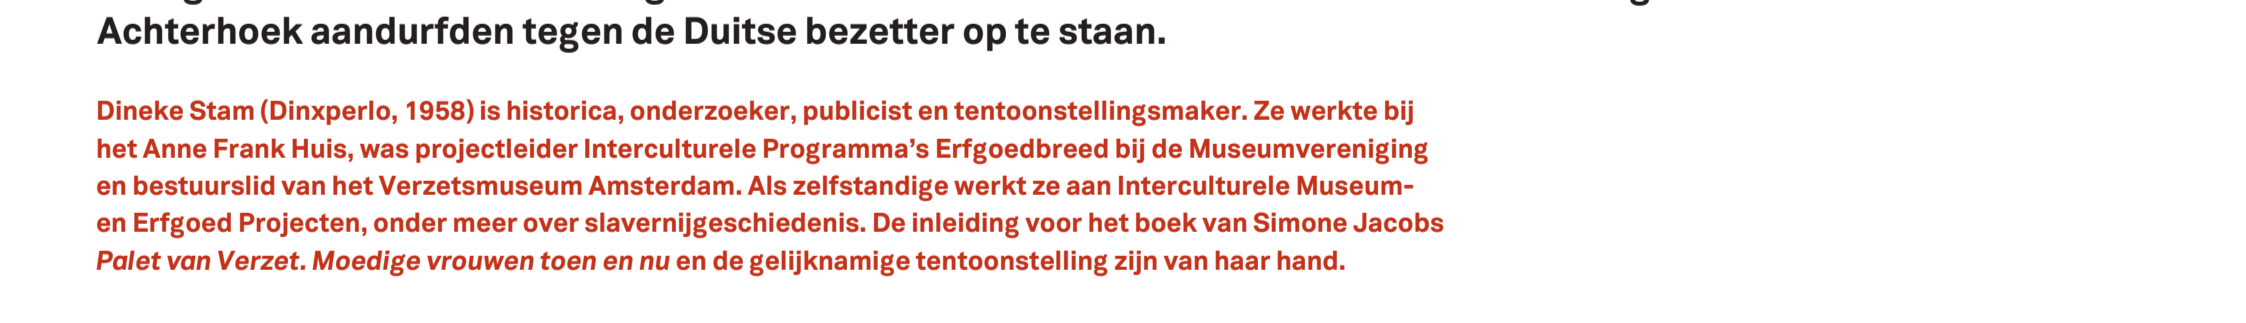 Achterhoek aandurfden tegen de Duitse bezetter op te staan.
Dineke Stam (Dinxperlo, 1958) is historica, onderzoeker, publicist en tentoonstellingsmaker. Ze werkte bij
het Anne Frank Huis, was projectleider Interculturele Programma’s Erfgoedbreed bij de Museumvereniging
en bestuurslid van het Verzetsmuseum Amsterdam. Als zelfstandige werkt ze aan Interculturele Museum-
en Erfgoed Projecten, onder meer over slavernijgeschiedenis. De inleiding voor het boek van Simone Jacobs
Palet van Verzet. Moedige vrouwen toen en nu en de gelijknamige tentoonstelling zijn van haar hand.